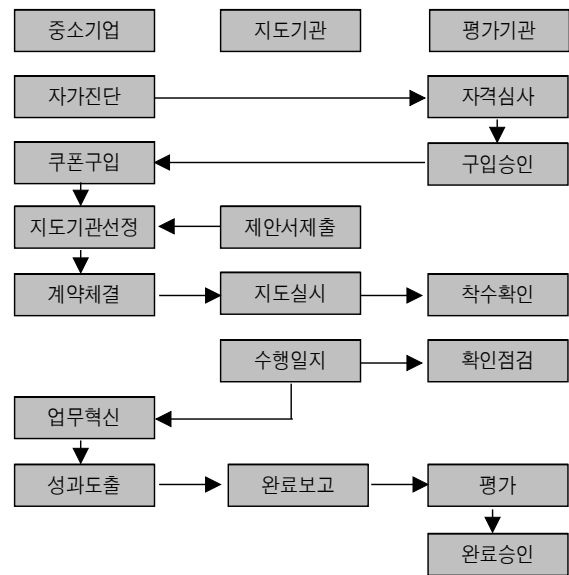 중소기업 지도기관 평가기관
자가진단 자격심사
쿠폰구입 구입승인
지도기관선정 제안서제출
계약체결 지도실시 착수확인
수행일지 확인점검
업무혁신
성과도출 완료보고 평가
완료승인